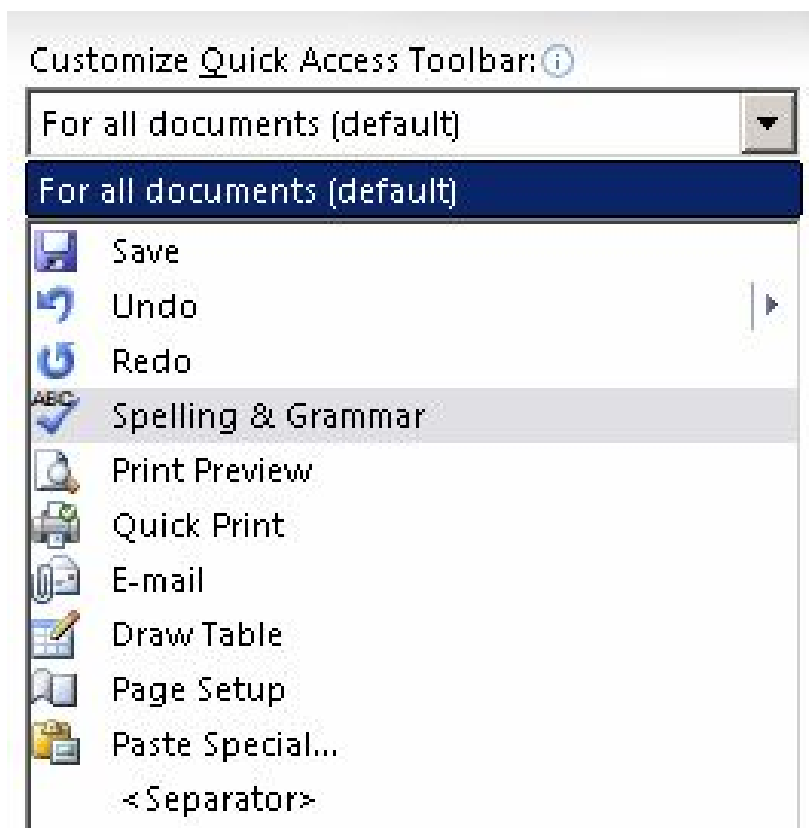 Customize Quick Access Toolbar:
For all documents (default)
For all documents (default)
Save
Undo
Redo
ABC
Spelling & Grammar
Print Preview
Quick Print
E-mail
Draw Table
Page Setup
Paste Special...
<Separator>